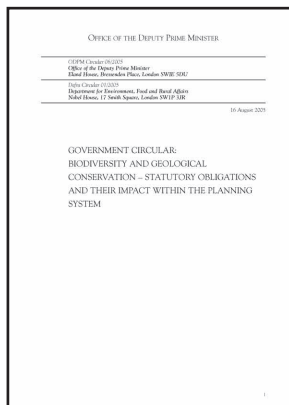 OFFICE OF THE DEPUTY PRIME MINISTER
ODPM Circular 06/2005
Office of the Deputy Prime Minister
Eland House, Bressenden Place, London SW1E 5DU
Defra Circular 01/2005
Department for Environment, Food and Rural Affairs
Nobel House, 17 Smith Square, London SW1P 3JR
16 August 2005
GOVERNMENT CIRCULAR:
BIODIVERSITY AND GEOLOGICAL
CONSERVATION – STATUTORY OBLIGATIONS
AND THEIR IMPACT WITHIN THE PLANNING
SYSTEM
1